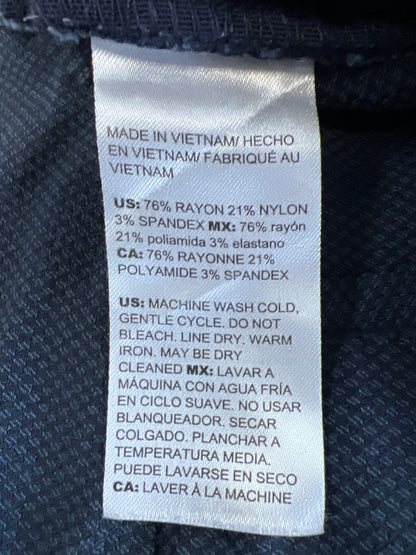 MADE IN VIETNAM/ HECHO
EN VIETNAM/ FABRIQUÉ AU
VIETNAM
US: 76% RAYON 21% NYLON
3% SPANDEX MX: 76% rayón
21% poliamida 3% elastano
CA: 76% RAYONNE 21%
POLYAMIDE 3% SPANDEX
US: MACHINE WASH COLD,
GENTLE CYCLE. DO NOT
BLEACH. LINE DRY. WARM
IRON. MAY BE DRY
CLEANED MX: LAVAR A
MÁQUINA CON AGUA FRÍA
EN CICLO SUAVE. NO USAR
BLANQUEADOR. SECAR
COLGADO. PLANCHAR A
TEMPERATURA MEDIA.
PUEDE LAVARSE EN SECO
CA: LAVER À LA MACHINE